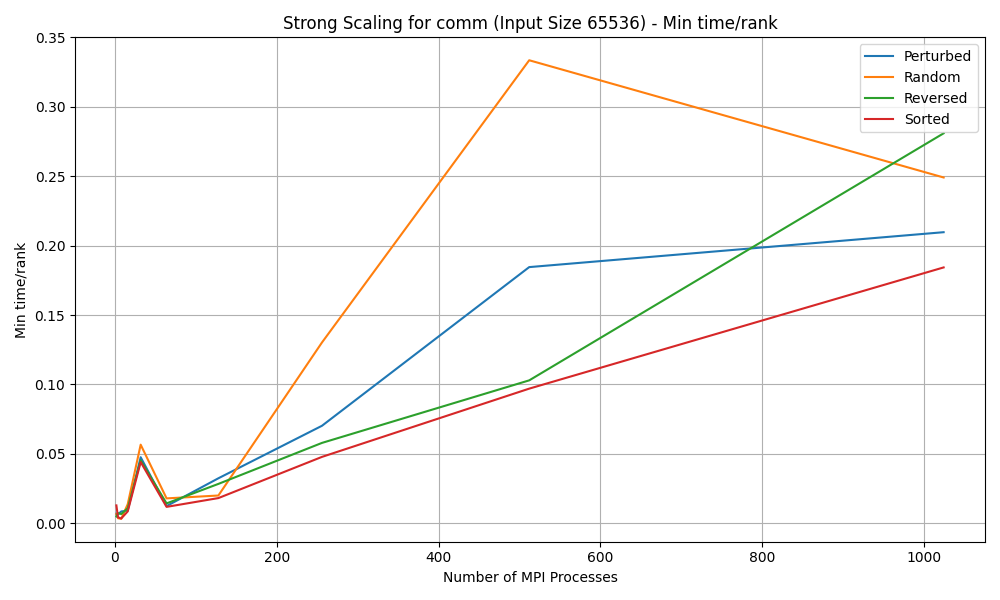 Strong Scaling for comm (Input Size 65536) - Min time/rank
Perturbed
Random
Reversed
Sorted
Min time/rank
0.35
0.30
0.25
0.20
0.15
0.10
0.05
0.00
0 200 400 600 800 1000
Number of MPI Processes